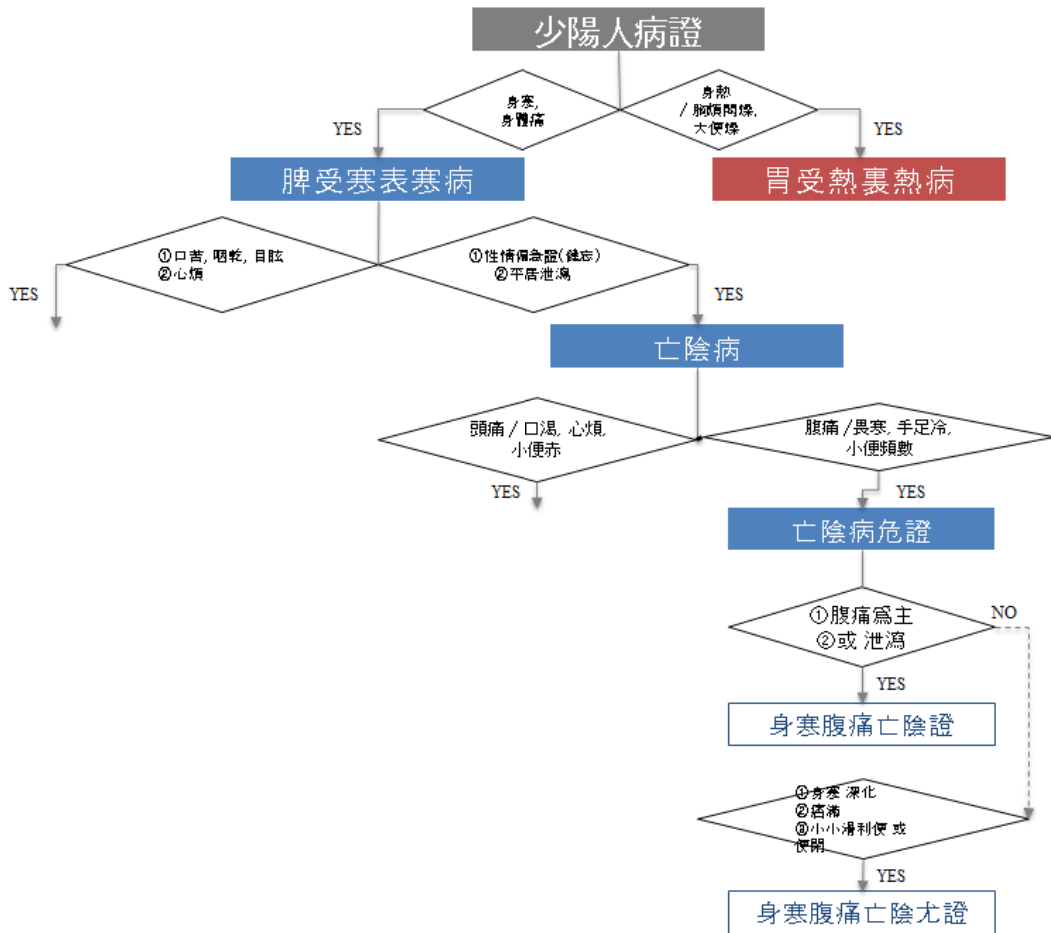 少陽人病證
身寒,
身體痛
身熱
/ 胸煩悶燥,
大便燥
YES
YES
脾受寒表寒病
胃受熱裏熱病
①口苦, 咽乾, 目眩
②心煩
①性情偏急證(健忘)
②平居泄瀉
YES
YES
亡陰病
頭痛 / 口渴, 心煩,
小便赤
腹痛 /畏寒, 手足冷,
小便頻數
YES
YES
亡陰病危證
①腹痛爲主
②或 泄瀉
NO
YES
身寒腹痛亡陰證
①身寒 深化
②痞滿
③小小滑利便 或
便閉
YES
身寒腹痛亡陰尤證